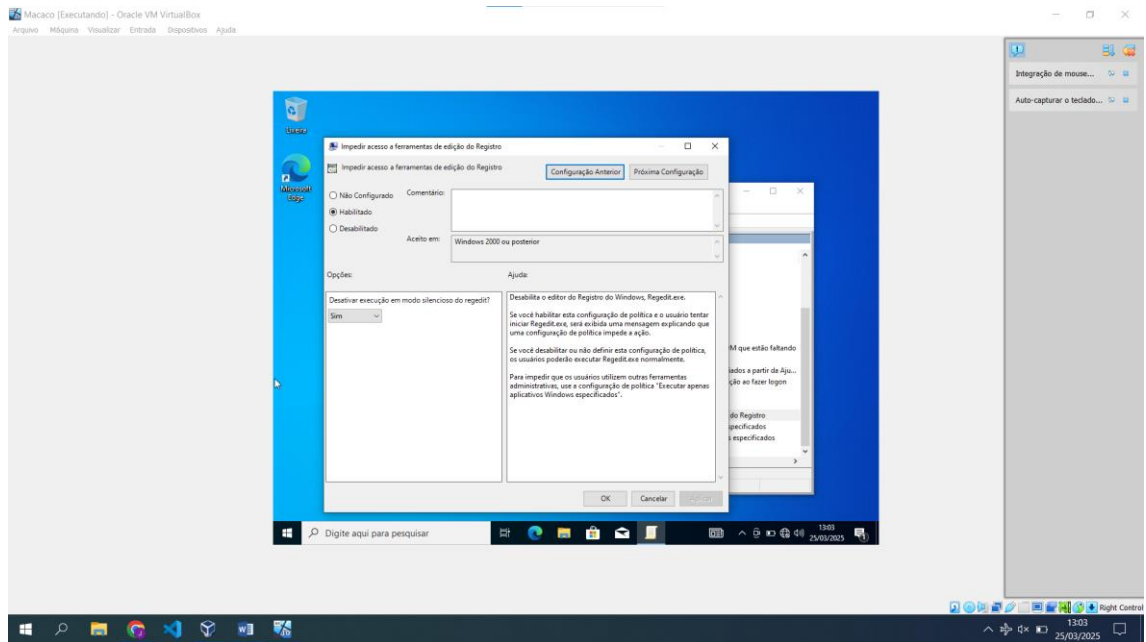 Macaco [Executando] - Oracle VM VirtualBox
Arquivo Máquina Visualizar Entrada Dispositivos Ajuda
Integração de mouse...
Auto-capturar o teclado...
Lixeira
Microsoft
Edge
Impedir acesso a ferramentas de edição do Registro
Impedir acesso a ferramentas de edição do Registro
Configuração Anterior
Próxima Configuração
Não Configurado
Habilitado
Desabilitado
Comentário:
Aceito em:
Windows 2000 ou posterior
Opções:
Ajuda:
Desativar execução em modo silencioso do regedit?
Sim
Desabilita o editor do Registro do Windows, Regedit.exe.
Se você habilitar esta configuração de política e o usuário tentar
iniciar Regedit.exe, será exibida uma mensagem explicando que
uma configuração de política impede a ação.
Se você desabilitar ou não definir esta configuração de política,
os usuários poderão executar Regedit.exe normalmente.
Para impedir que os usuários utilizem outras ferramentas
administrativas, use a configuração de política "Executar apenas
aplicativos Windows especificados".
M que estão faltando
iados a partir da Aju...
ção ao fazer logon
do Registro
specificados
s especificados
OK
Cancelar
Aplicar
Digite aqui para pesquisar
13:03
25/03/2025
Right Control
13:03
25/03/2025